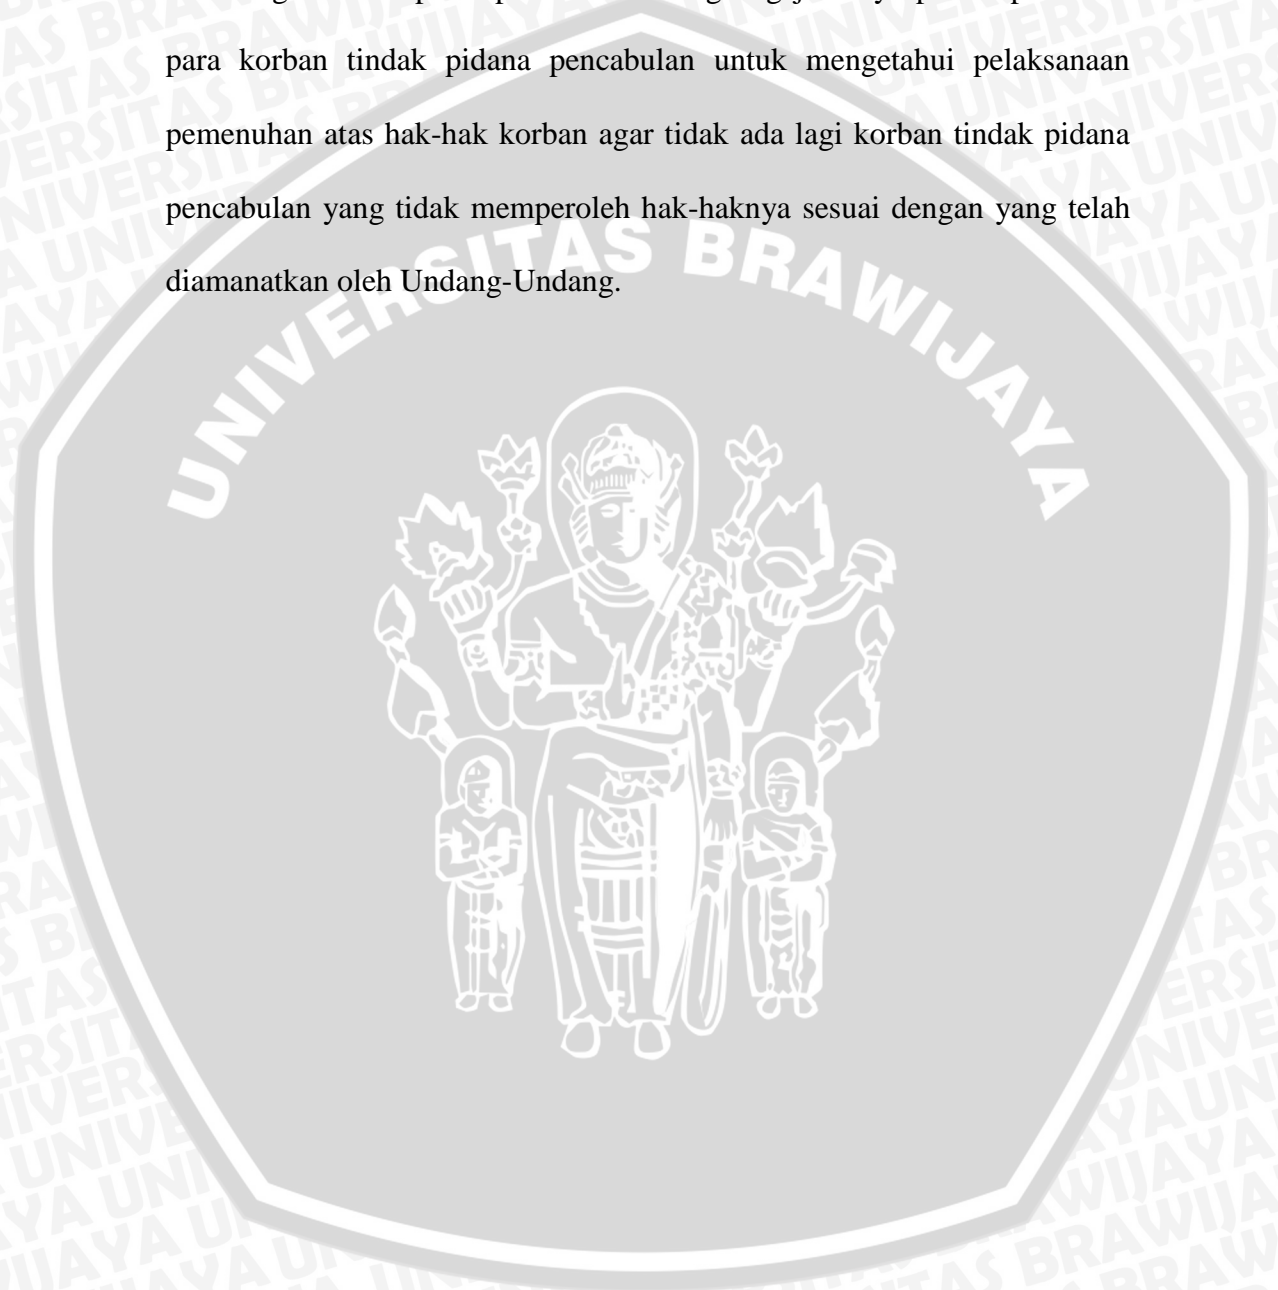 para korban tindak pidana pencabulan untuk mengetahui pelaksanaan
pemenuhan atas hak-hak korban agar tidak ada lagi korban tindak pidana
pencabulan yang tidak memperoleh hak-haknya sesuai dengan yang telah
diamanatkan oleh Undang-Undang.
UNIVERSITAS BRAWIJAYA